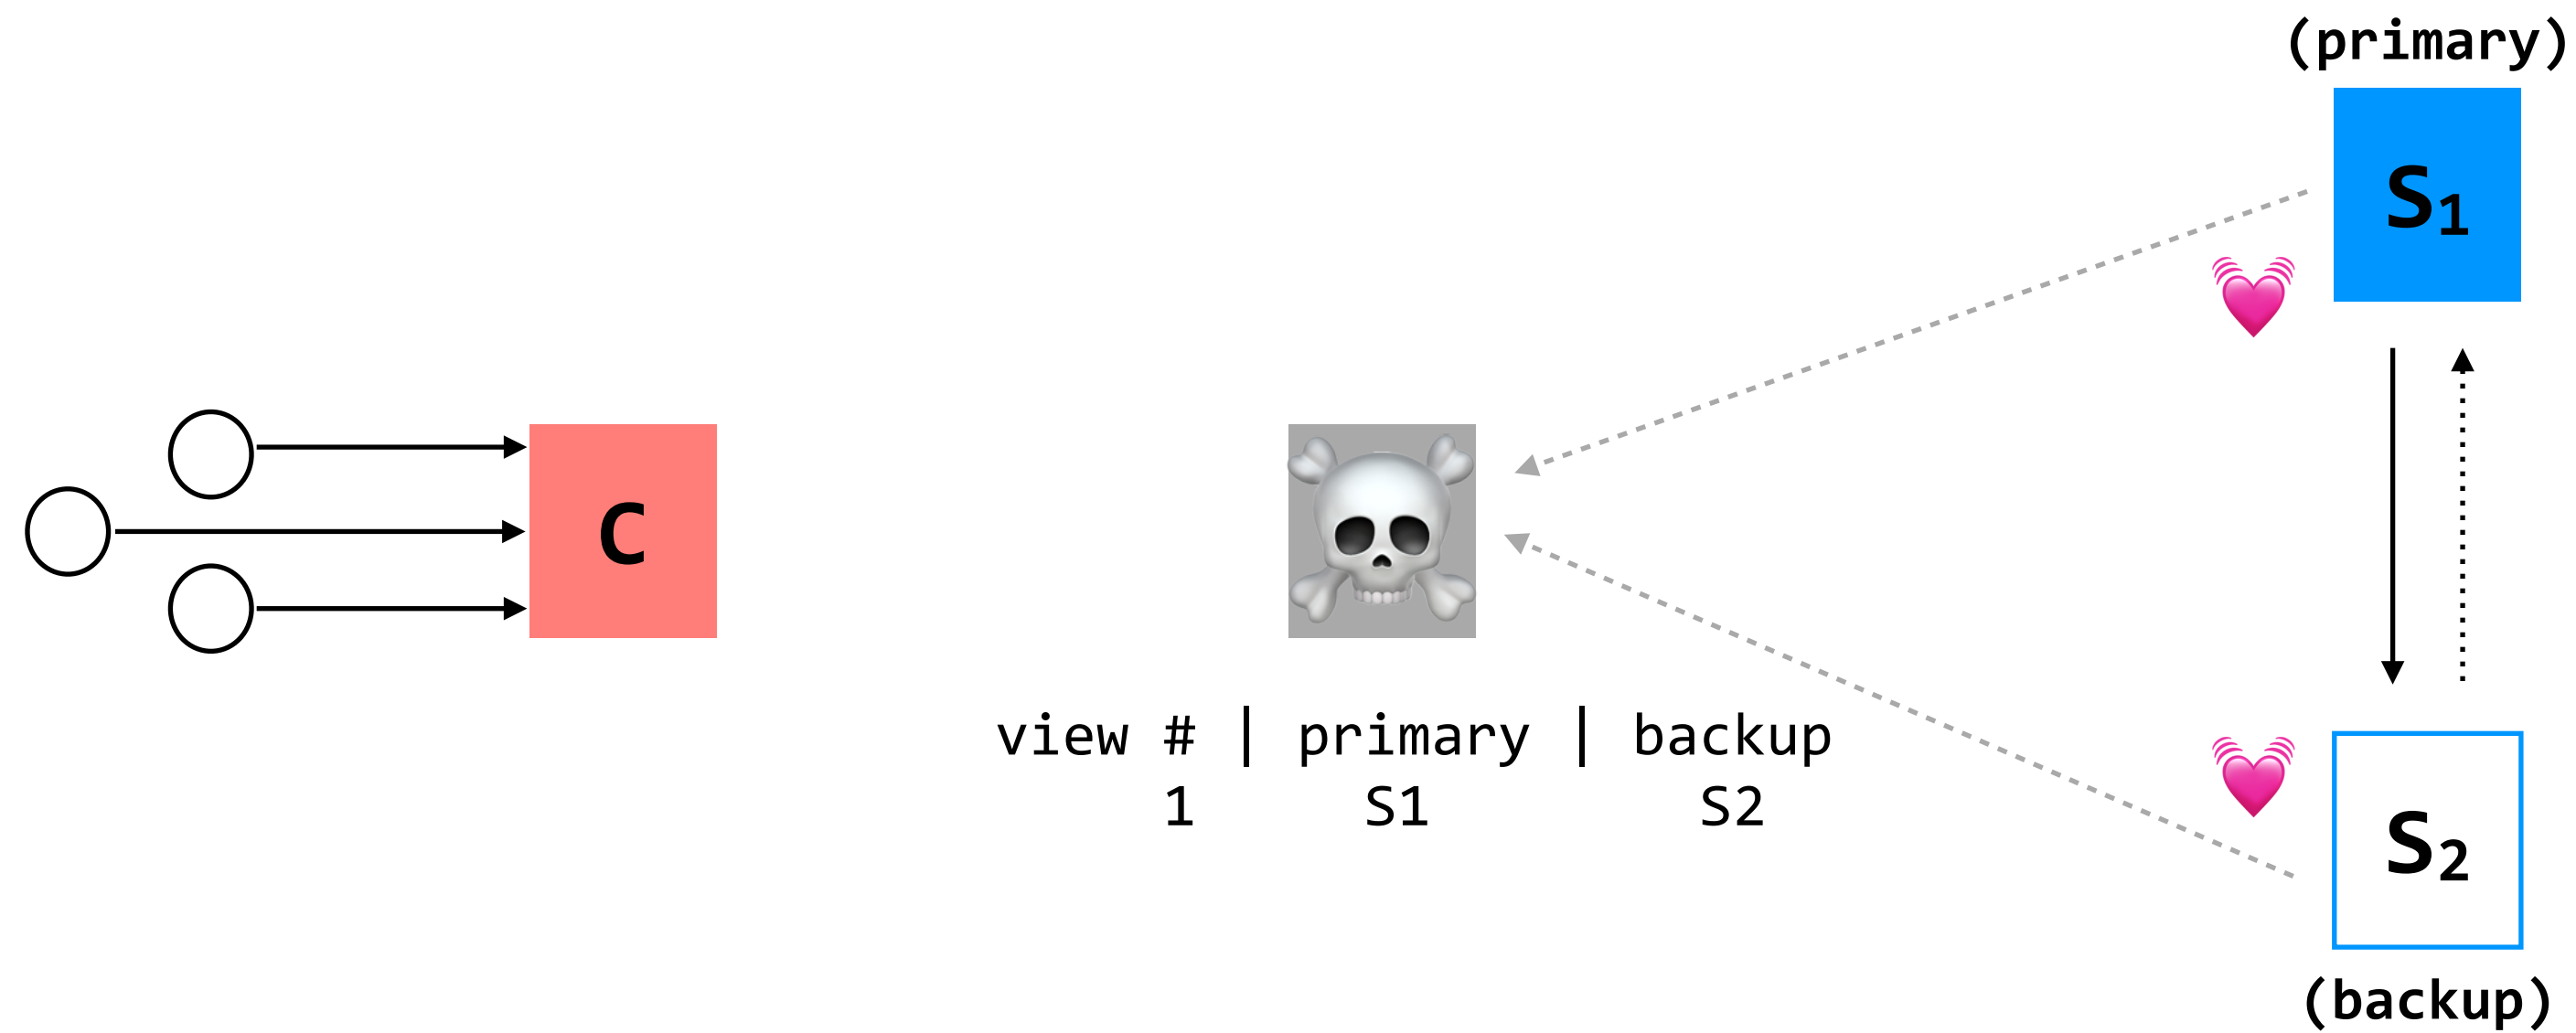 (primary)
S₁
C
view # | primary | backup
1 S1 S2
S₂
(backup)